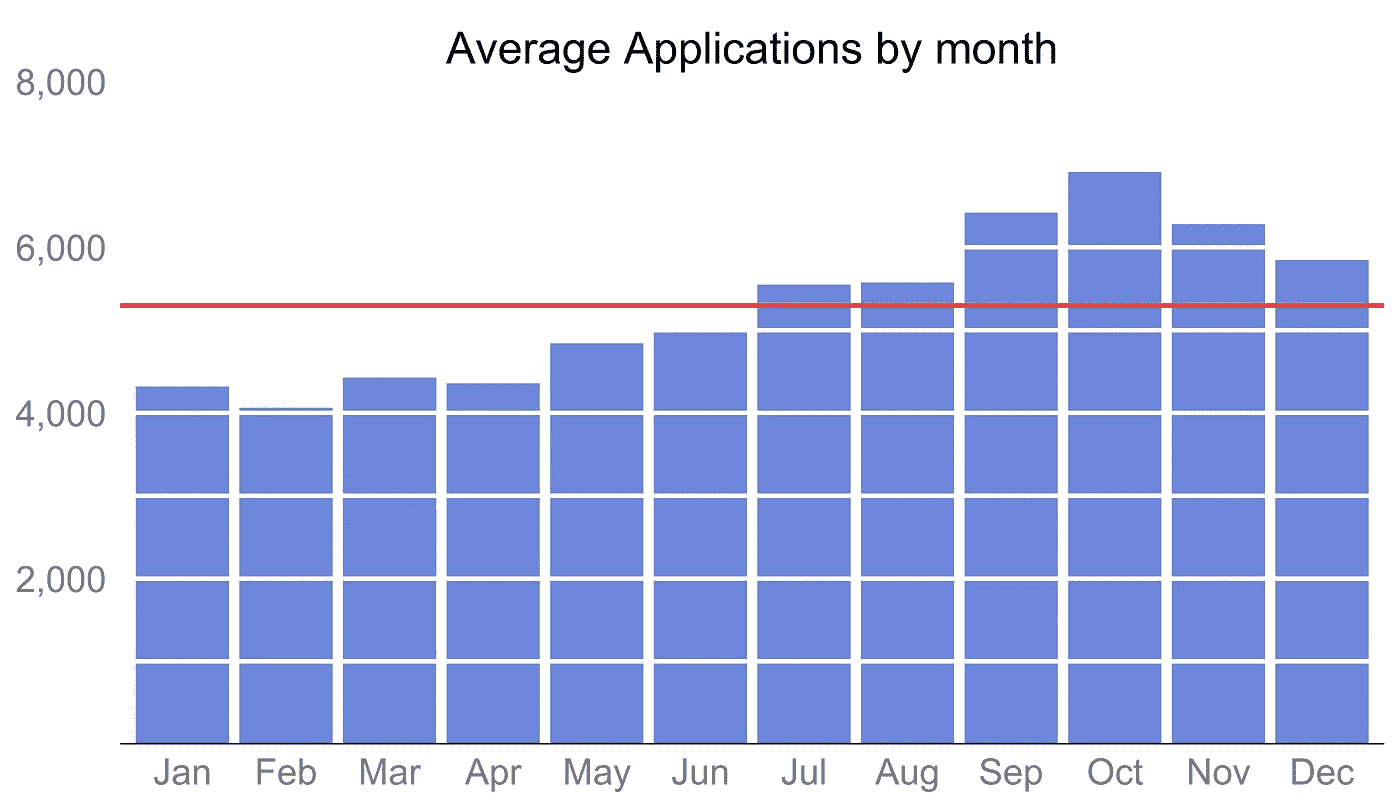 Average Applications by month
8,000
6,000
4,000
2,000
Jan Feb Mar Apr May Jun Jul Aug Sep Oct Nov Dec